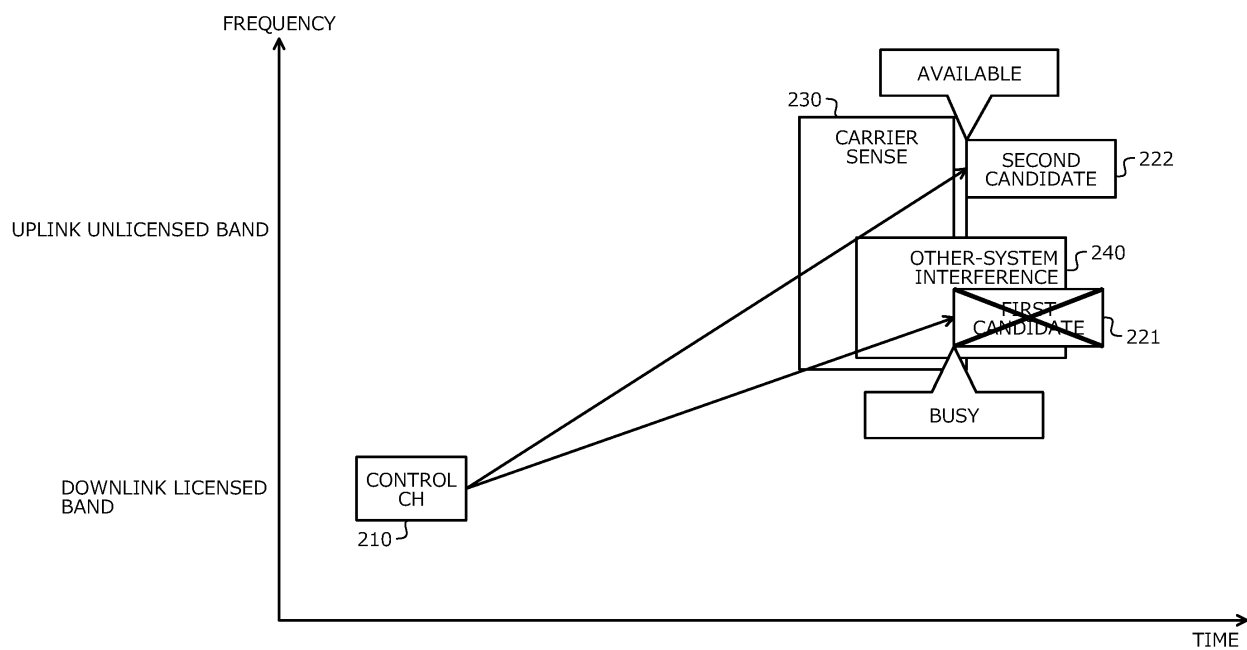 FREQUENCY
AVAILABLE
230
CARRIER
SENSE
SECOND
CANDIDATE
222
UPLINK UNLICENSED BAND
OTHER-SYSTEM
INTERFERENCE
240
FIRST
CANDIDATE
221
BUSY
CONTROL
CH
DOWNLINK LICENSED
BAND
210
TIME